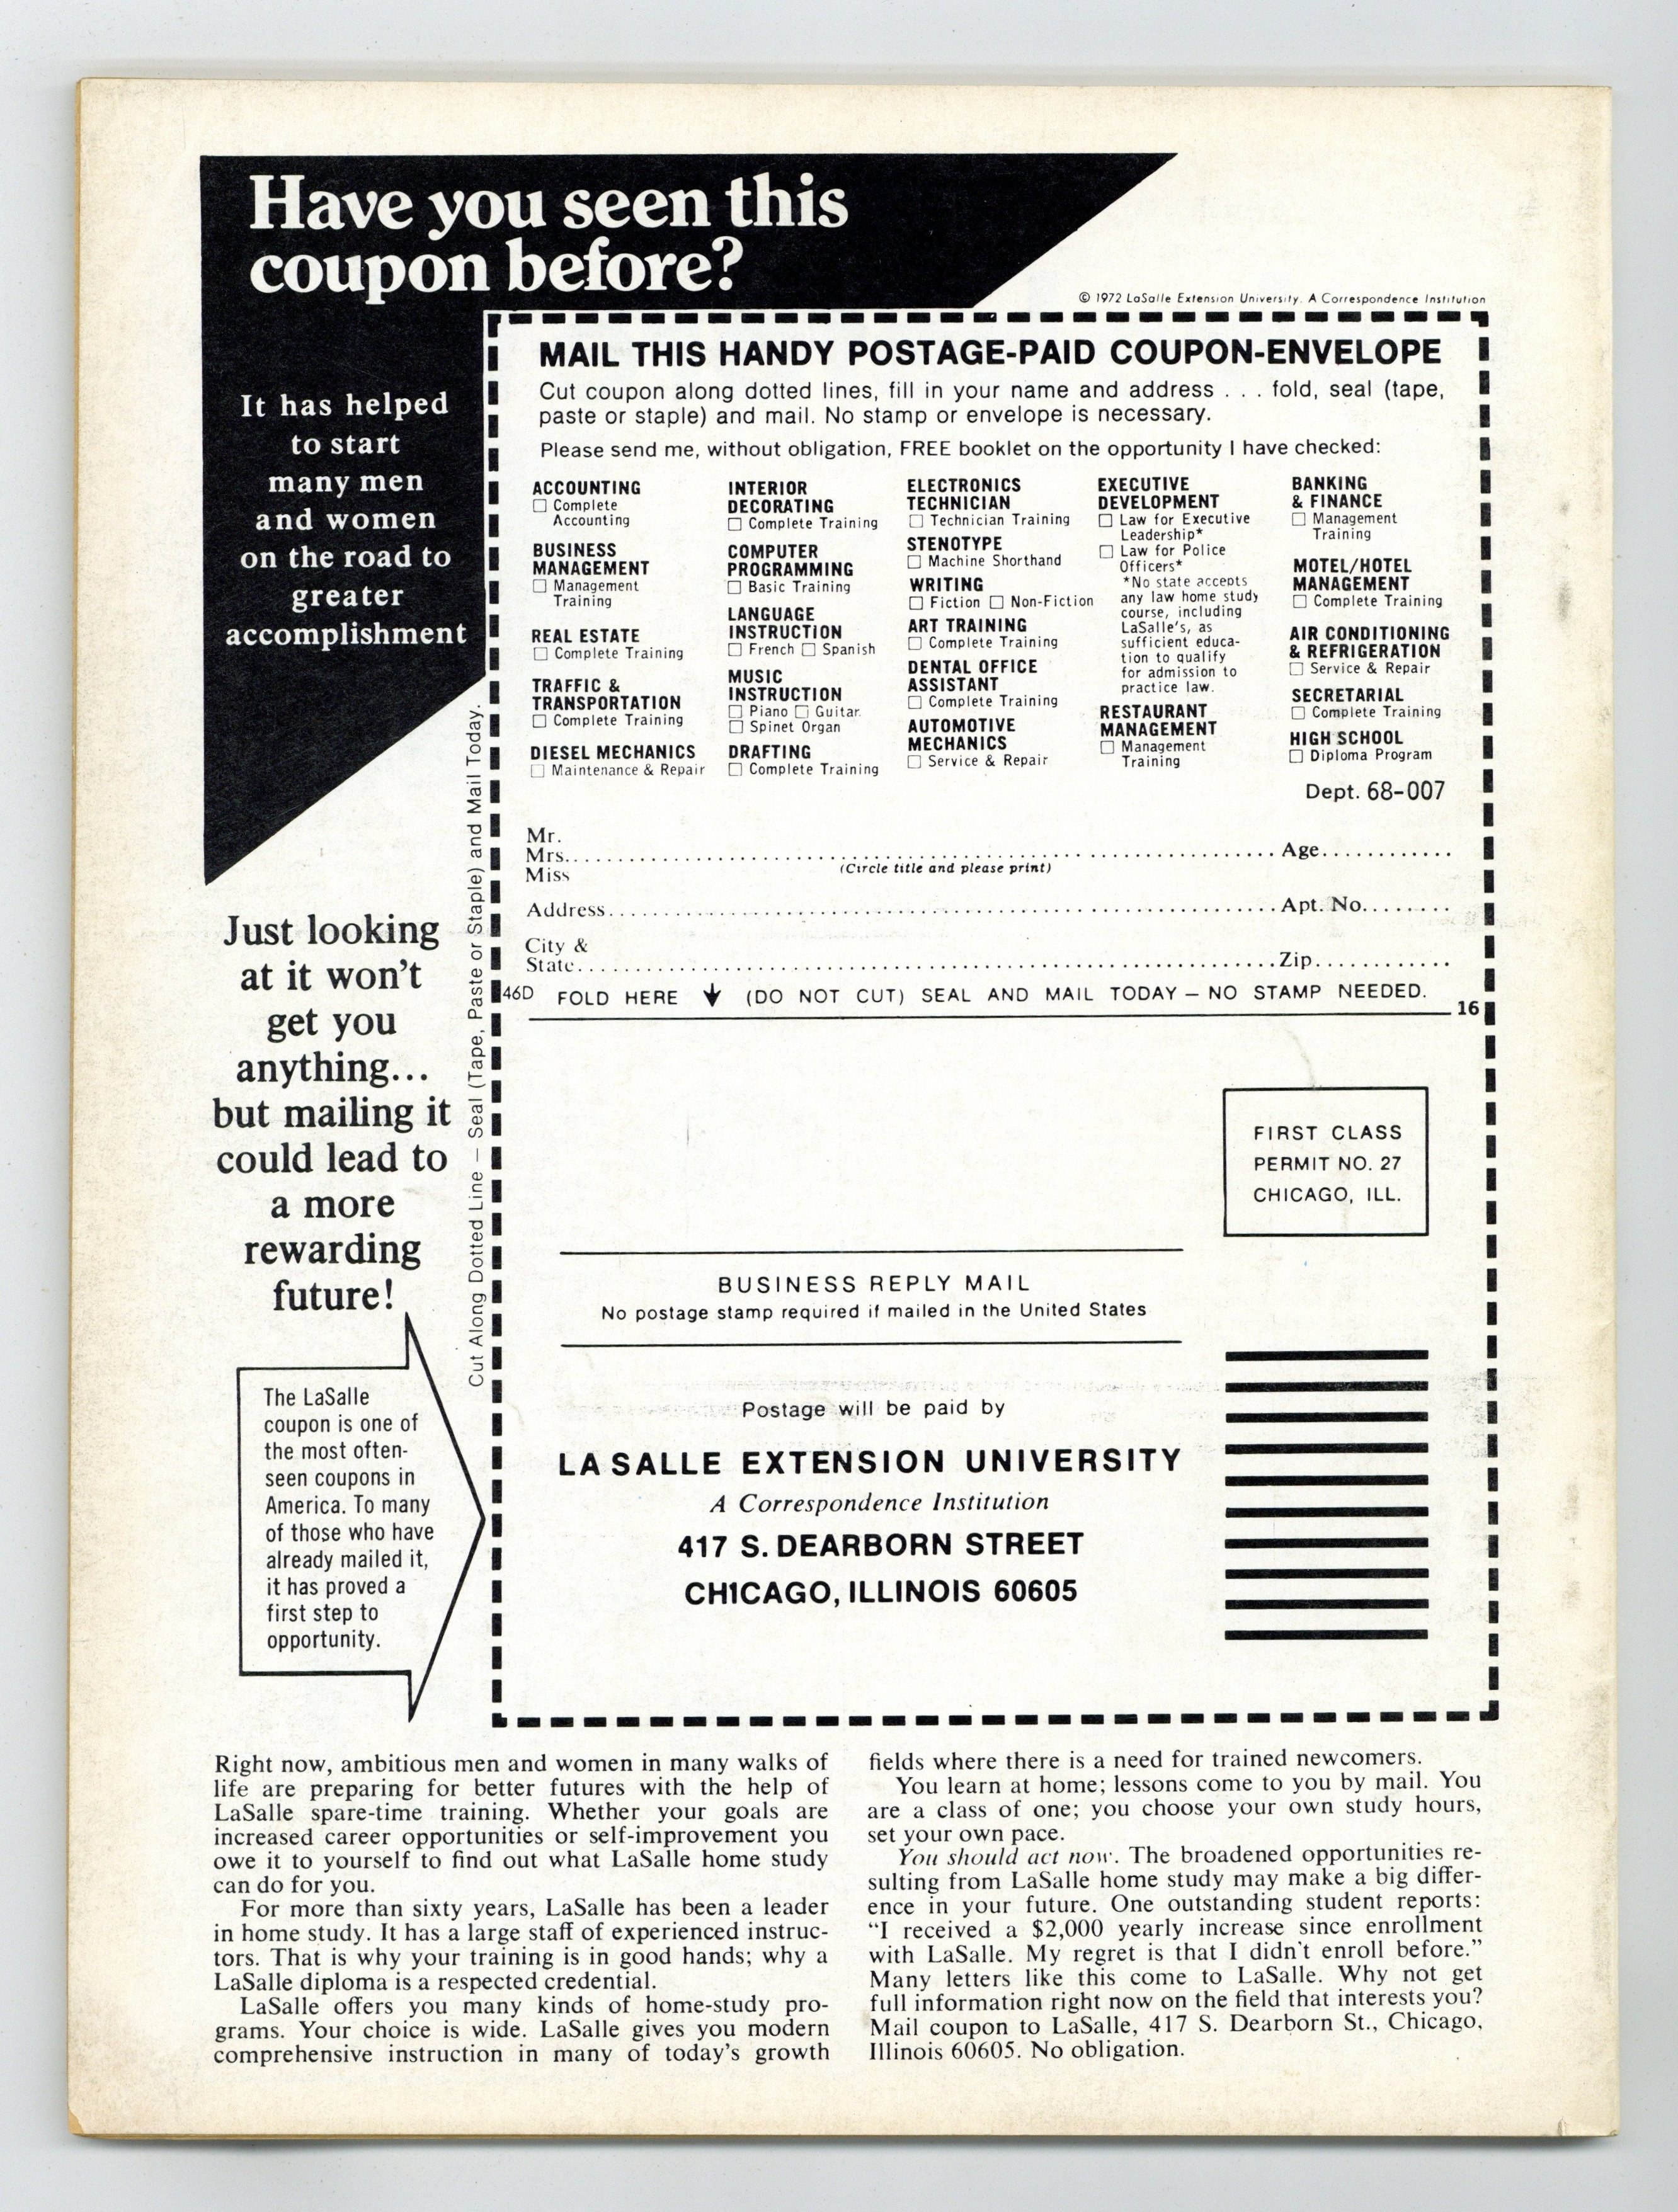 Have you seen this
coupon before?
© 1972 LaSalle Extension University. A Correspondence Institution
It has helped
to start
many men
and women
on the road to
greater
accomplishment
Just looking
at it won't
get you
anything...
but mailing it
could lead to
a more
rewarding
future!
The LaSalle
coupon is one of
the most often-
seen coupons in
America. To many
of those who have
already mailed it,
it has proved a
first step to
opportunity.
Cut Along Dotted Line — Seal (Tape, Paste or Staple) and Mail Today.
MAIL THIS HANDY POSTAGE-PAID COUPON-ENVELOPE
Cut coupon along dotted lines, fill in your name and address . . . fold, seal (tape,
paste or staple) and mail. No stamp or envelope is necessary.
Please send me, without obligation, FREE booklet on the opportunity I have checked:
ACCOUNTING
☐ Complete
Accounting
BUSINESS
MANAGEMENT
☐ Management
Training
REAL ESTATE
☐ Complete Training
TRAFFIC &
TRANSPORTATION
☐ Complete Training
DIESEL MECHANICS
☐ Maintenance & Repair
INTERIOR
DECORATING
☐ Complete Training
COMPUTER
PROGRAMMING
☐ Basic Training
LANGUAGE
INSTRUCTION
☐ French ☐ Spanish
MUSIC
INSTRUCTION
☐ Piano ☐ Guitar
☐ Spinet Organ
DRAFTING
☐ Complete Training
ELECTRONICS
TECHNICIAN
☐ Technician Training
STENOTYPE
☐ Machine Shorthand
WRITING
☐ Fiction ☐ Non-Fiction
ART TRAINING
☐ Complete Training
DENTAL OFFICE
ASSISTANT
☐ Complete Training
AUTOMOTIVE
MECHANICS
☐ Service & Repair
EXECUTIVE
DEVELOPMENT
☐ Law for Executive
Leadership*
☐ Law for Police
Officers*
*No state accepts
any law home study
course, including
LaSalle's, as
sufficient educa-
tion to qualify
for admission to
practice law.
RESTAURANT
MANAGEMENT
☐ Management
Training
BANKING
& FINANCE
☐ Management
Training
MOTEL/HOTEL
MANAGEMENT
☐ Complete Training
AIR CONDITIONING
& REFRIGERATION
☐ Service & Repair
SECRETARIAL
☐ Complete Training
HIGH SCHOOL
☐ Diploma Program
Dept. 68-007
Mr.
Mrs. Age
Miss (Circle title and please print)
Address Apt. No.
City &
State Zip
46D FOLD HERE ↓ (DO NOT CUT) SEAL AND MAIL TODAY — NO STAMP NEEDED.
16
FIRST CLASS
PERMIT NO. 27
CHICAGO, ILL.
BUSINESS REPLY MAIL
No postage stamp required if mailed in the United States
Postage will be paid by
LA SALLE EXTENSION UNIVERSITY
A Correspondence Institution
417 S. DEARBORN STREET
CHICAGO, ILLINOIS 60605
Right now, ambitious men and women in many walks of
life are preparing for better futures with the help of
LaSalle spare-time training. Whether your goals are
increased career opportunities or self-improvement you
owe it to yourself to find out what LaSalle home study
can do for you.
For more than sixty years, LaSalle has been a leader
in home study. It has a large staff of experienced instruc-
tors. That is why your training is in good hands; why a
LaSalle diploma is a respected credential.
LaSalle offers you many kinds of home-study pro-
grams. Your choice is wide. LaSalle gives you modern
comprehensive instruction in many of today's growth
fields where there is a need for trained newcomers.
You learn at home; lessons come to you by mail. You
are a class of one; you choose your own study hours,
set your own pace.
You should act now. The broadened opportunities re-
sulting from LaSalle home study may make a big differ-
ence in your future. One outstanding student reports:
"I received a $2,000 yearly increase since enrollment
with LaSalle. My regret is that I didn't enroll before."
Many letters like this come to LaSalle. Why not get
full information right now on the field that interests you?
Mail coupon to LaSalle, 417 S. Dearborn St., Chicago,
Illinois 60605. No obligation.